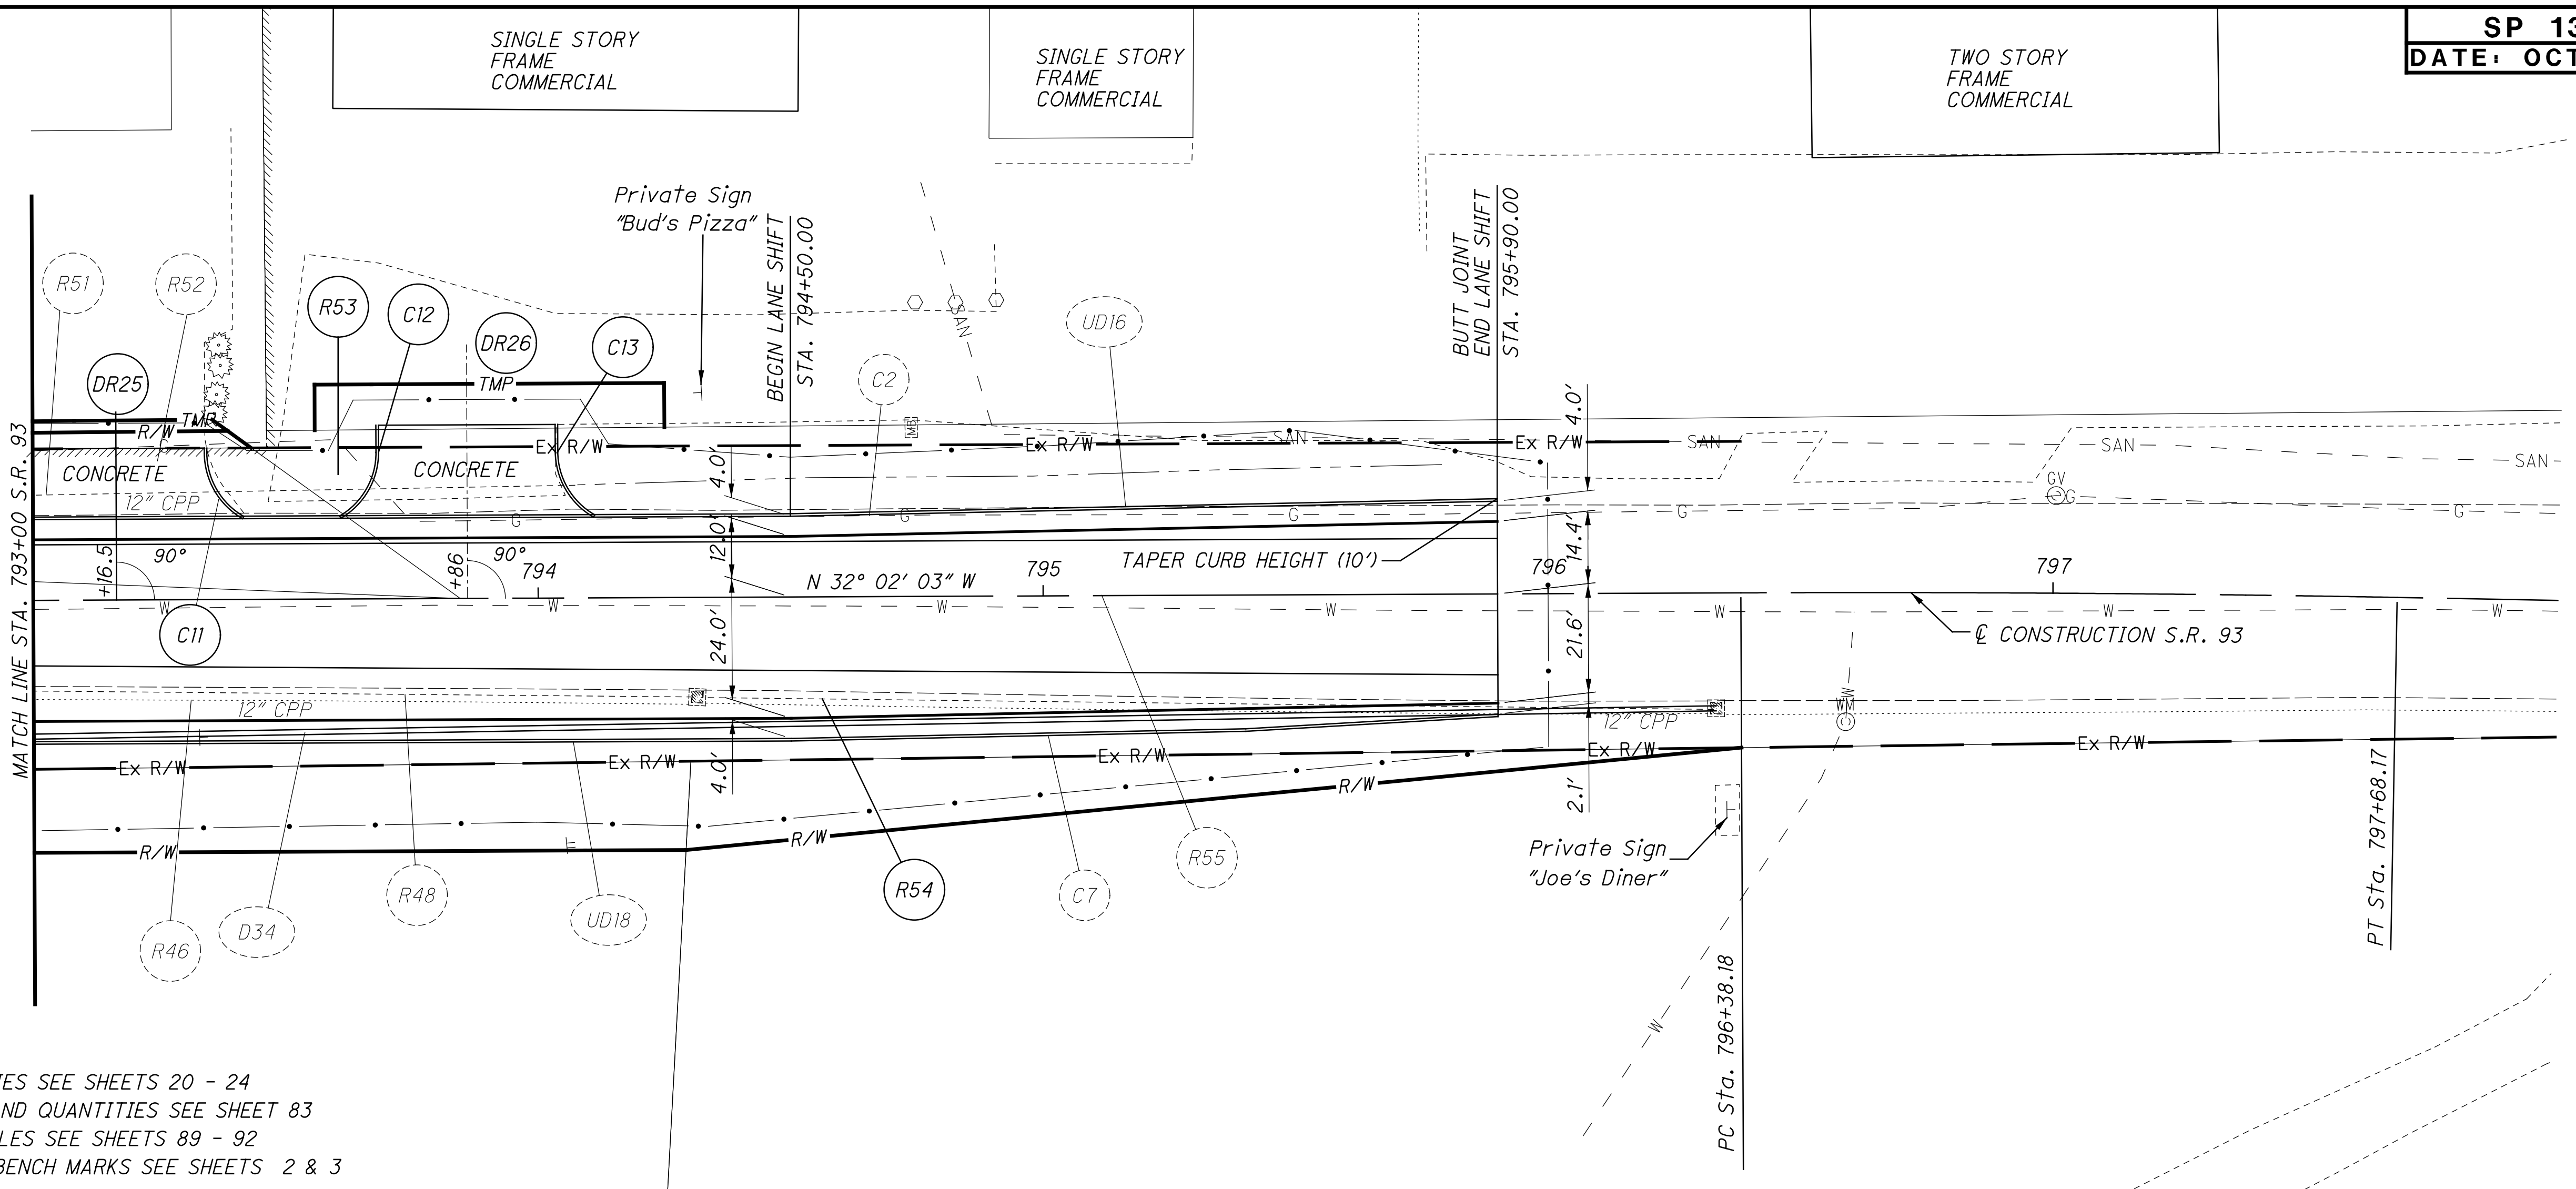 SP 13
DATE: OCT
SINGLE STORY
FRAME
COMMERCIAL
SINGLE STORY
FRAME
COMMERCIAL
TWO STORY
FRAME
COMMERCIAL
Private Sign
"Bud's Pizza"
BEGIN LANE SHIFT
STA. 794+50.00
BUTT JOINT
END LANE SHIFT
STA. 795+90.00
R51
R52
R53
C12
DR26
C13
UD16
C2
DR25
SAN
TMP
TMP
R/W
Ex R/W
Ex R/W
Ex R/W
SAN
SAN
SAN
SAN
MB
G
CONCRETE
CONCRETE
12" CPP
G
G
G
G
G
G
GV
4.0'
4.0'
12.0'
14.4'
+16.5
90°
+86
90°
794
N 32° 02' 03" W
795
TAPER CURB HEIGHT (10')
796
797
MATCH LINE STA. 793+00 S.R. 93
W
W
W
W
W
W
W
C11
24.0'
21.6'
℄ CONSTRUCTION S.R. 93
12" CPP
12" CPP
WM
W
Ex R/W
Ex R/W
Ex R/W
Ex R/W
Ex R/W
4.0'
2.1'
R/W
R/W
R/W
R46
D34
R48
UD18
R54
C7
R55
Private Sign
"Joe's Diner"
W
PC Sta. 796+38.18
PT Sta. 797+68.17
IES SEE SHEETS 20 - 24
ND QUANTITIES SEE SHEET 83
LES SEE SHEETS 89 - 92
BENCH MARKS SEE SHEETS 2 & 3